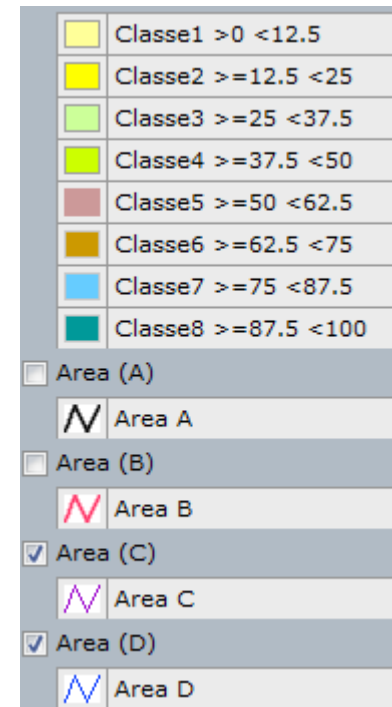 Classe1 >0 <12.5
Classe2 >=12.5 <25
Classe3 >=25 <37.5
Classe4 >=37.5 <50
Classe5 >=50 <62.5
Classe6 >=62.5 <75
Classe7 >=75 <87.5
Classe8 >=87.5 <100
Area (A)
Area A
Area (B)
Area B
Area (C)
Area C
Area (D)
Area D